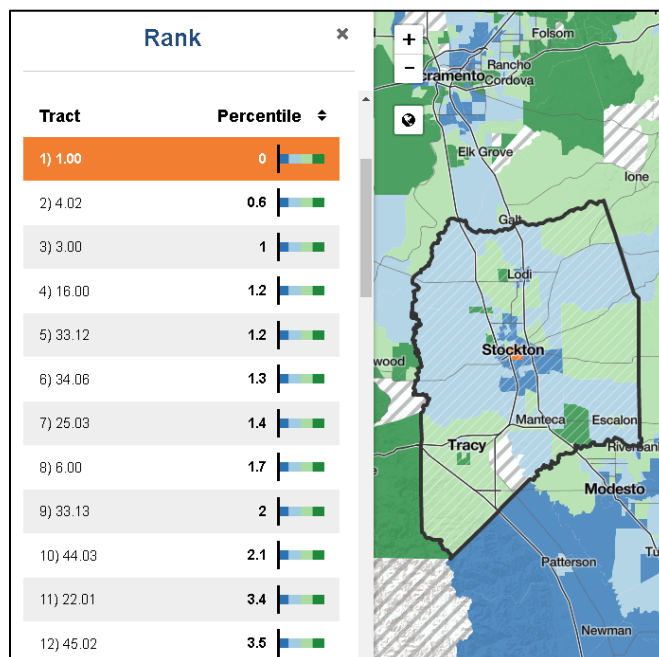 Rank ×
Tract Percentile
1) 1.00 0
2) 4.02 0.6
3) 3.00 1
4) 16.00 1.2
5) 33.12 1.2
6) 34.06 1.3
7) 25.03 1.4
8) 6.00 1.7
9) 33.13 2
10) 44.03 2.1
11) 22.01 3.4
12) 45.02 3.5
+
−
Folsom
Rancho
cramento Cordova
Elk Grove
Ione
Galt
Lodi
wood
Stockton
Manteca Escalon
Tracy
Riverban
Modesto
Tu
Patterson
Newman